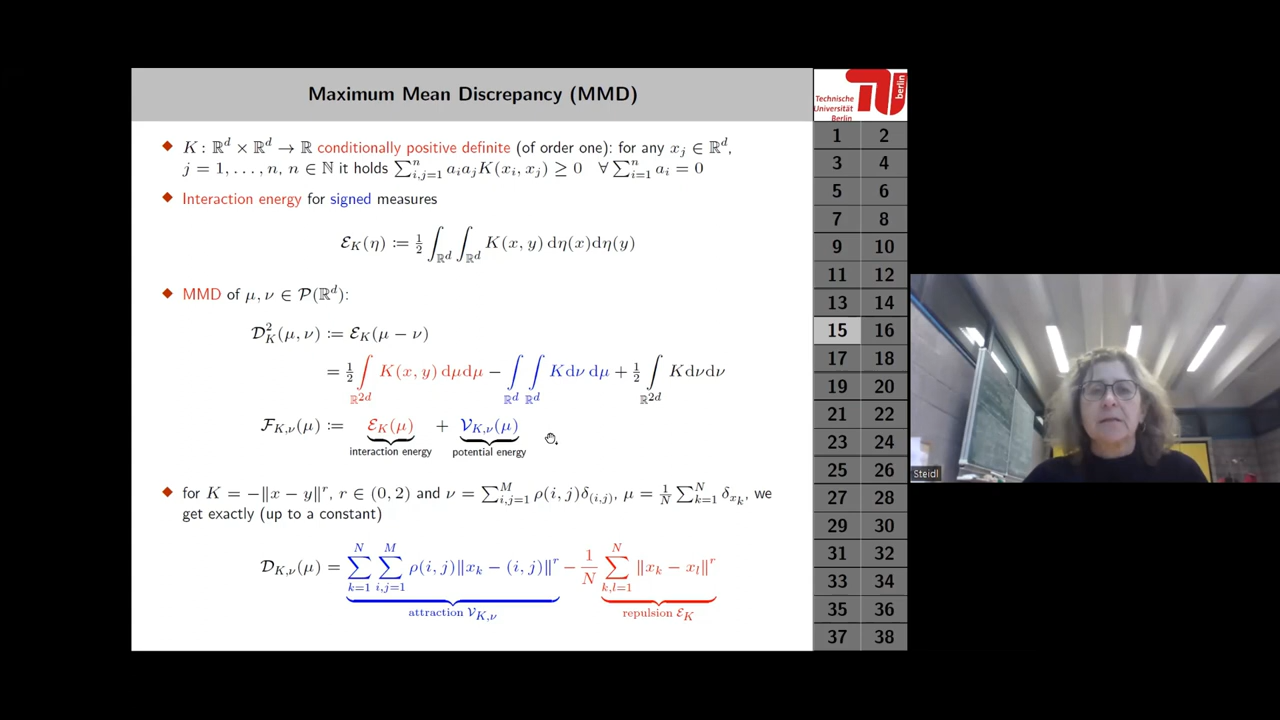 Maximum Mean Discrepancy (MMD)
Technische
Universität
Berlin
berlin
K: ℝ^d × ℝ^d → ℝ conditionally positive definite (of order one): for any x_j ∈ ℝ^d,
j = 1, . . . , n, n ∈ ℕ it holds ∑_{i,j=1}^n a_i a_j K(x_i, x_j) ≥ 0 ∀ ∑_{i=1}^n a_i = 0
Interaction energy for signed measures
ℰ_K(η) := 1/2 ∫_{ℝ^d} ∫_{ℝ^d} K(x, y) dη(x)dη(y)
MMD of μ, ν ∈ 𝒫(ℝ^d):
𝒟_K^2(μ, ν) := ℰ_K(μ − ν)
= 1/2 ∫_{ℝ^{2d}} K(x, y) dμdμ − ∫_{ℝ^d} ∫_{ℝ^d} Kdν dμ + 1/2 ∫_{ℝ^{2d}} Kdνdν
ℱ_{K,ν}(μ) := ℰ_K(μ) + 𝒱_{K,ν}(μ)
interaction energy potential energy
for K = −‖x − y‖^r, r ∈ (0, 2) and ν = ∑_{i,j=1}^M ρ(i, j)δ_{(i,j)}, μ = 1/N ∑_{k=1}^N δ_{x_k}, we
get exactly (up to a constant)
𝒟_{K,ν}(μ) = ∑_{k=1}^N ∑_{i,j=1}^M ρ(i, j)‖x_k − (i, j)‖^r − 1/N ∑_{k,l=1}^N ‖x_k − x_l‖^r
attraction 𝒱_{K,ν} repulsion ℰ_K
1 2
3 4
5 6
7 8
9 10
11 12
13 14
15 16
17 18
19 20
21 22
23 24
25 26
27 28
29 30
31 32
33 34
35 36
37 38
Steidl